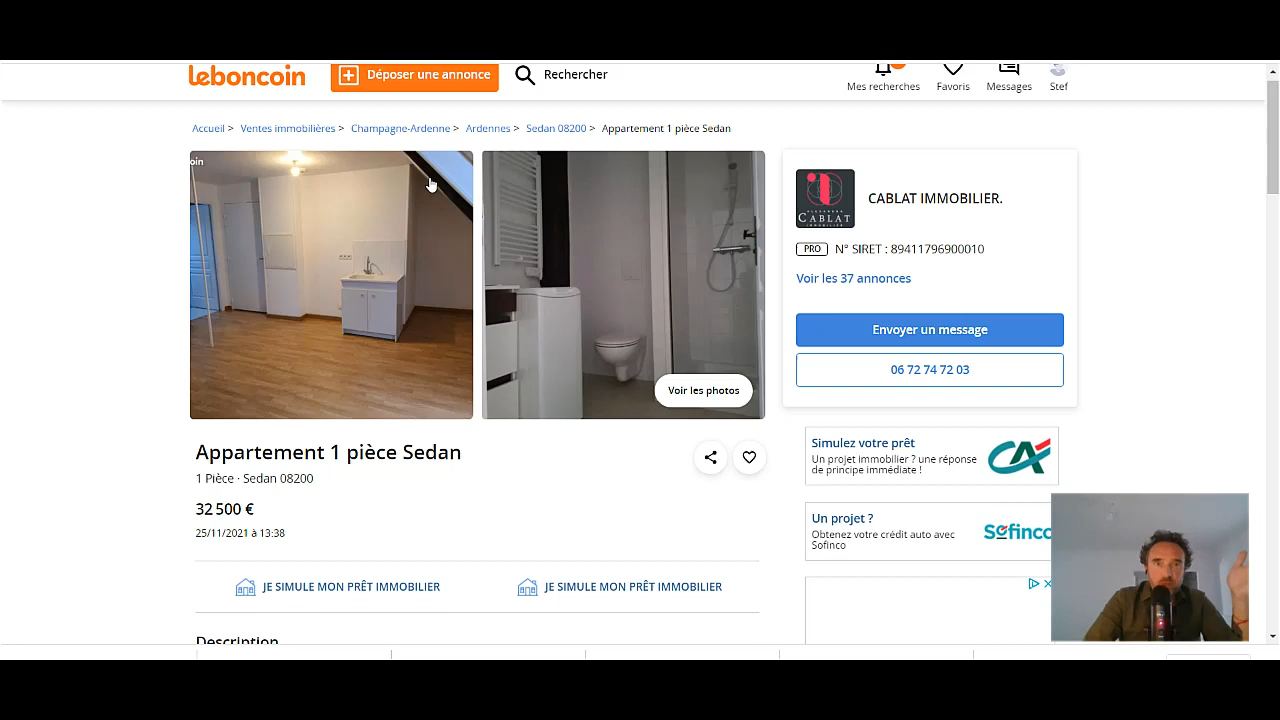 leboncoin
Déposer une annonce
Rechercher
Mes recherches
Favoris
Messages
Stef
Accueil > Ventes immobilières > Champagne-Ardenne > Ardennes > Sedan 08200 > Appartement 1 pièce Sedan
oin
Voir les photos
CABLAT
CABLAT IMMOBILIER.
PRO N° SIRET : 89411796900010
Voir les 37 annonces
Envoyer un message
06 72 74 72 03
Appartement 1 pièce Sedan
1 Pièce · Sedan 08200
32 500 €
25/11/2021 à 13:38
JE SIMULE MON PRÊT IMMOBILIER
JE SIMULE MON PRÊT IMMOBILIER
Description
Simulez votre prêt
Un projet immobilier ? une réponse
de principe immédiate !
CA
Un projet ?
Obtenez votre crédit auto avec
Sofinco
Sofinco